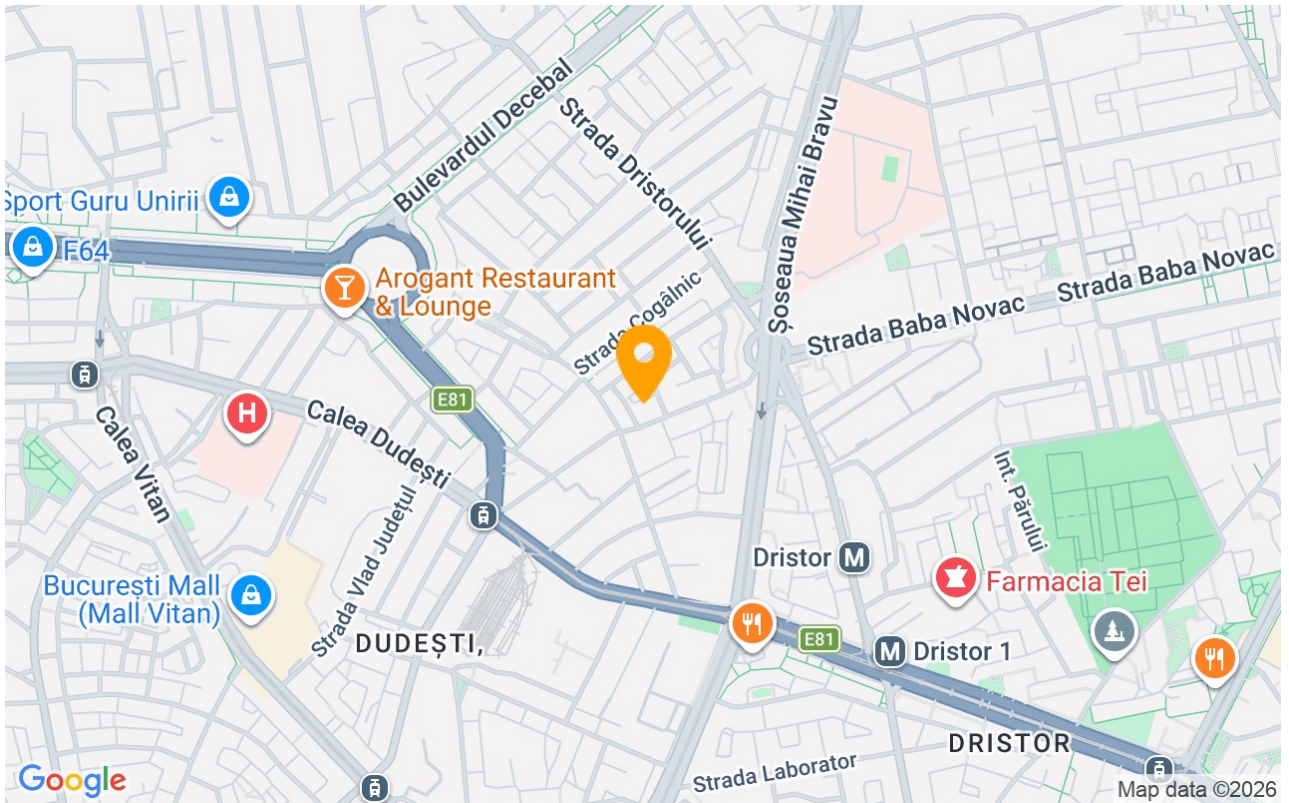 Bulevardul Decebal
Strada Dristorului
Șoseaua Mihai Bravu
Sport Guru Unirii
F64
Arogant Restaurant
& Lounge
Strada Cogâlnic
Strada Baba Novac
Strada Baba Novac
E81
H
Calea Dudești
Calea Vitan
Strada Vlad Județul
Int. Părului
Dristor
M
Farmacia Tei
București Mall
(Mall Vitan)
DUDEȘTI,
E81
M
Dristor 1
DRISTOR
Strada Laborator
Google
Map data ©2026